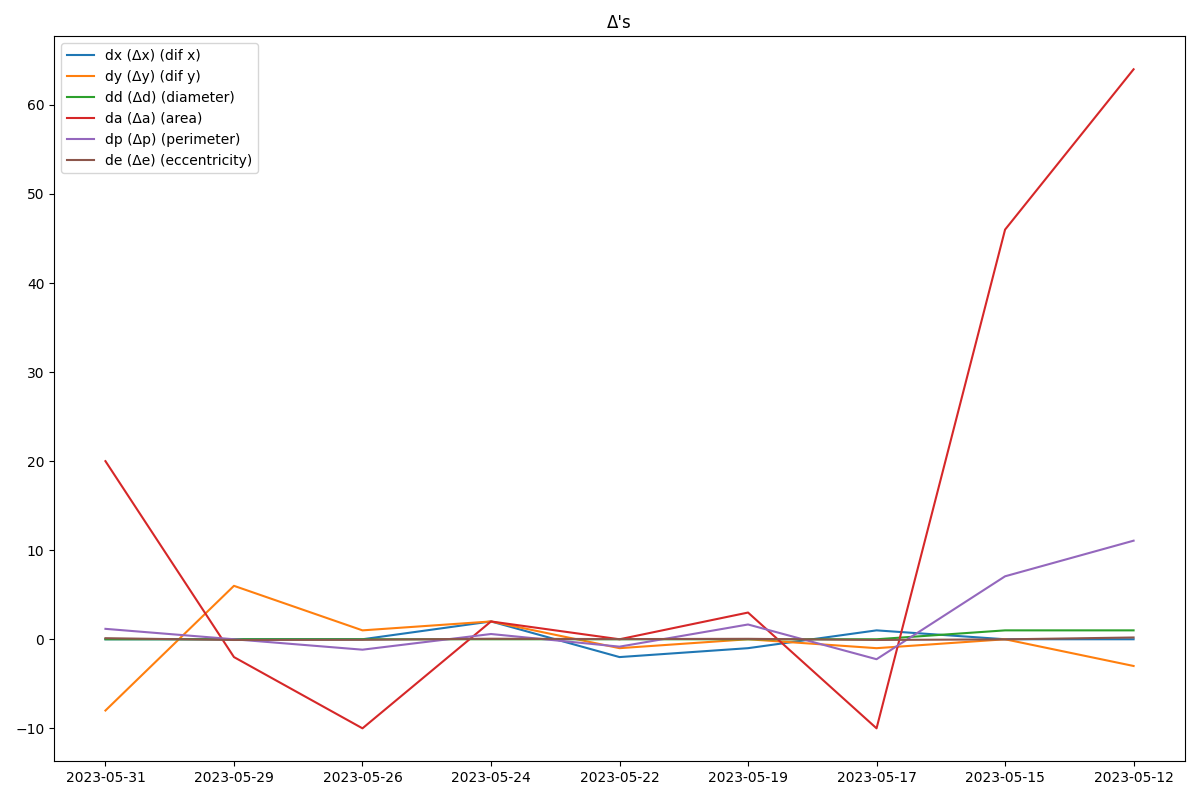 Δ's
dx (Δx) (dif x)
dy (Δy) (dif y)
dd (Δd) (diameter)
da (Δa) (area)
dp (Δp) (perimeter)
de (Δe) (eccentricity)
60
50
40
30
20
10
0
−10
2023-05-31 2023-05-29 2023-05-26 2023-05-24 2023-05-22 2023-05-19 2023-05-17 2023-05-15 2023-05-12